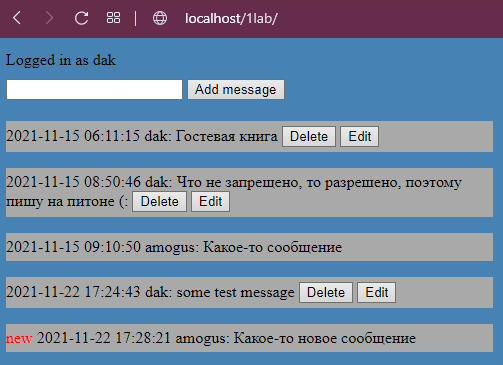 localhost/1lab/
Logged in as dak
Add message
2021-11-15 06:11:15 dak: Гостевая книга Delete Edit
2021-11-15 08:50:46 dak: Что не запрещено, то разрешено, поэтому
пишу на питоне (: Delete Edit
2021-11-15 09:10:50 amogus: Какое-то сообщение
2021-11-22 17:24:43 dak: some test message Delete Edit
new 2021-11-22 17:28:21 amogus: Какое-то новое сообщение